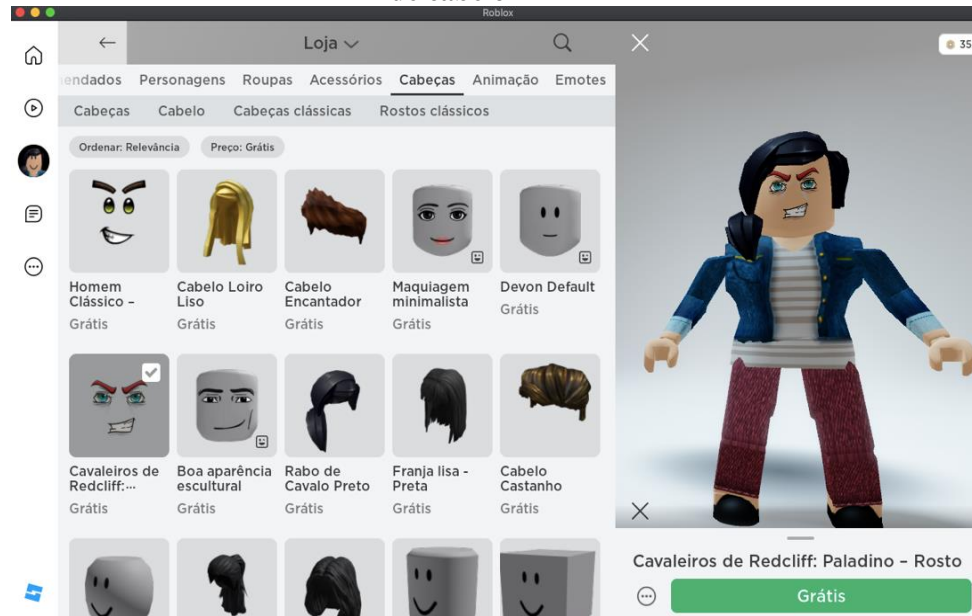 Roblox
Loja
35
endados Personagens Roupas Acessórios Cabeças Animação Emotes
Cabeças Cabelo Cabeças clássicas Rostos clássicos
Ordenar: Relevância Preço: Grátis
Homem Clássico –
Grátis
Cabelo Loiro Liso
Grátis
Cabelo Encantador
Grátis
Maquiagem minimalista
Grátis
Devon Default
Grátis
Cavaleiros de Redcliff:...
Grátis
Boa aparência escultural
Grátis
Rabo de Cavalo Preto
Grátis
Franja lisa - Preta
Grátis
Cabelo Castanho
Grátis
Cavaleiros de Redcliff: Paladino – Rosto
Grátis